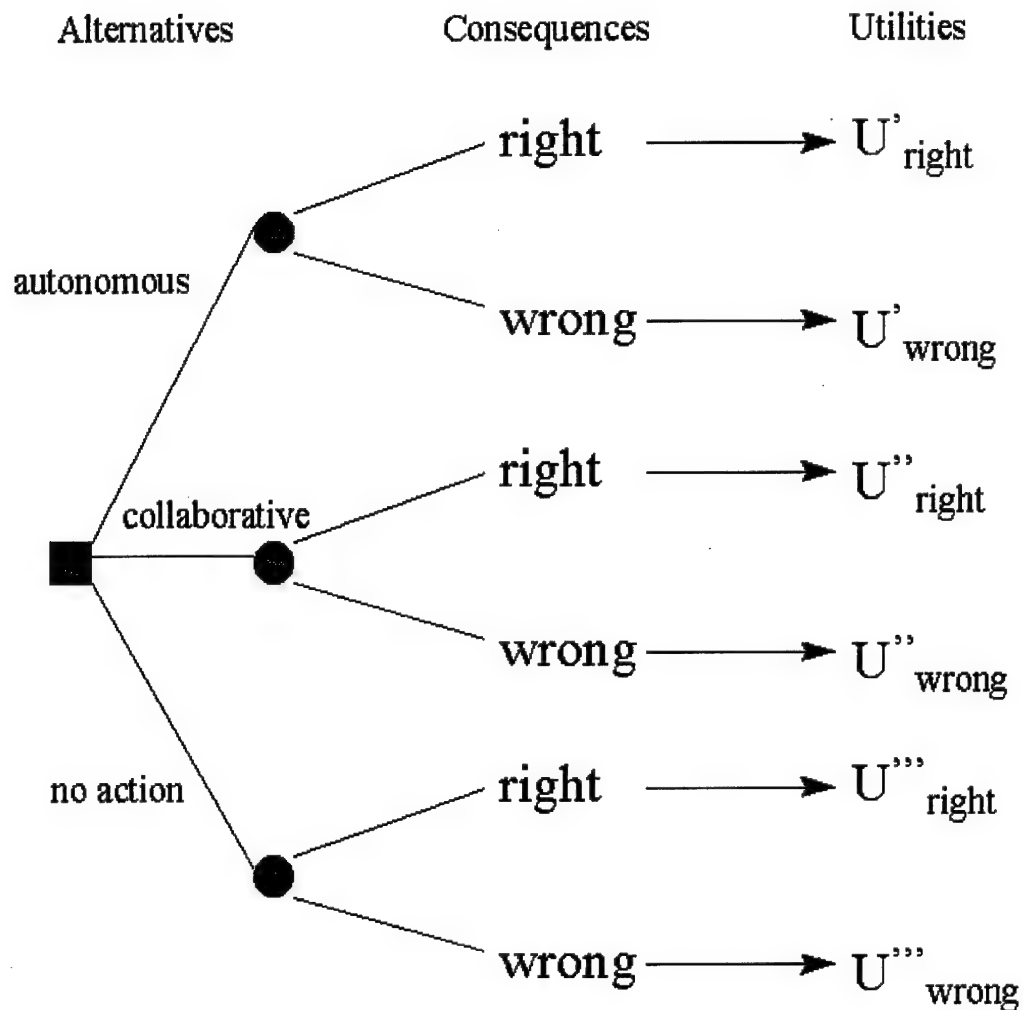 Alternatives Consequences Utilities
right U’right
autonomous
wrong U’wrong
right U’’right
collaborative
wrong U’’wrong
right U’’’right
no action
wrong U’’’wrong